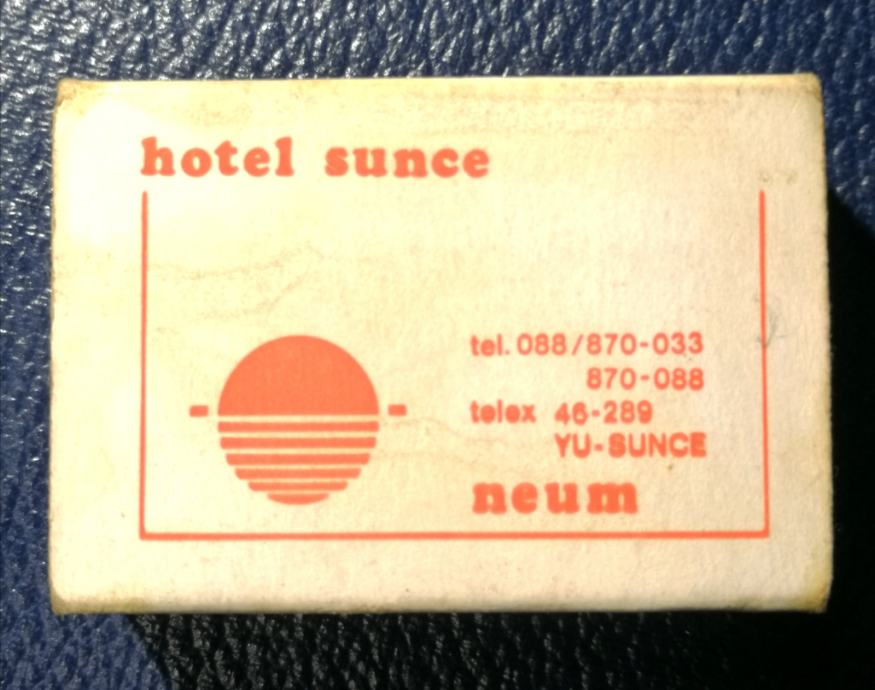 hotel sunce
tel. 088/870-033
870-088
telex 46-289
YU-SUNCE
neum